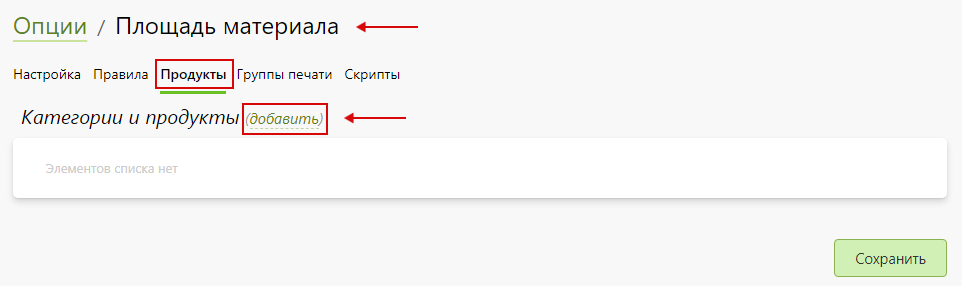 Опции / Площадь материала
Настройка Правила Продукты Группы печати Скрипты
Категории и продукты (добавить)
Элементов списка нет
Сохранить